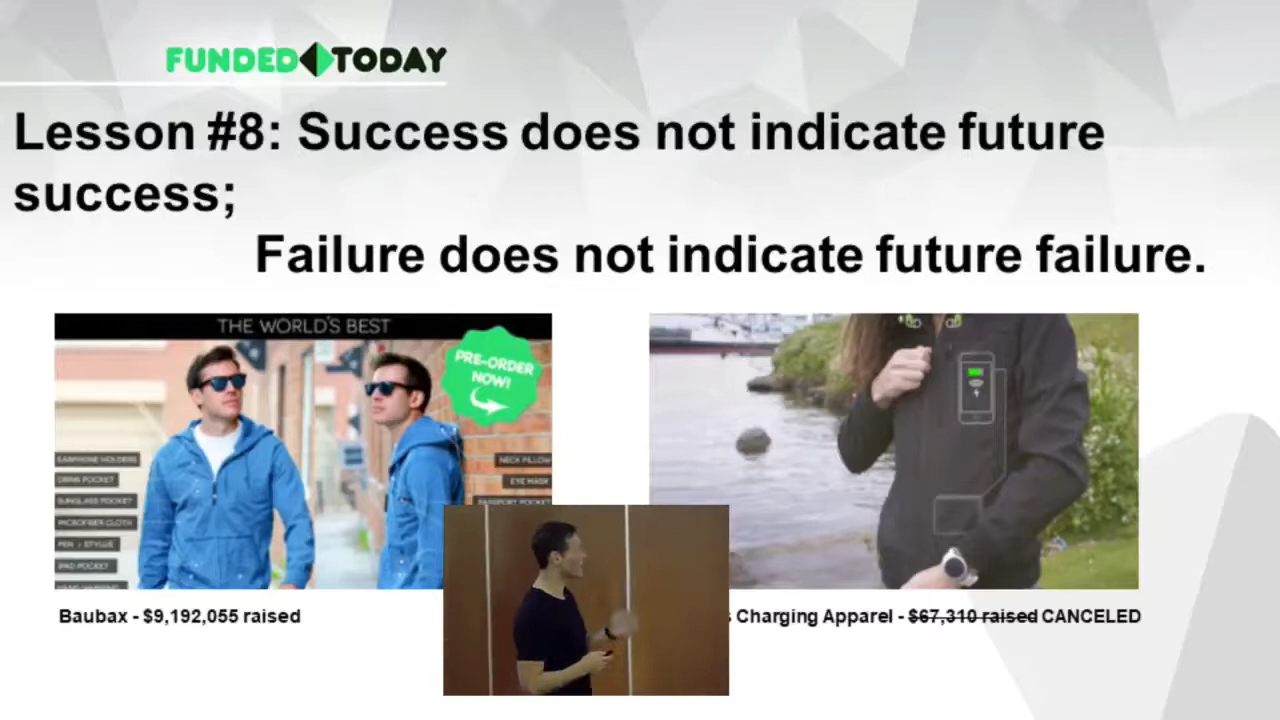 FUNDED TODAY
Lesson #8: Success does not indicate future
success;
Failure does not indicate future failure.
THE WORLD'S BEST
PRE-ORDER
NOW!
EARPHONE HOLDERS
DRINK POCKET
SUNGLASS POCKET
MICROFIBER CLOTH
PEN + STYLUS
IPAD POCKET
NECK PILLOW
EYE MASK
PASSPORT POCKET
Baubax - $9,192,055 raised
Charging Apparel - $67,310 raised CANCELED